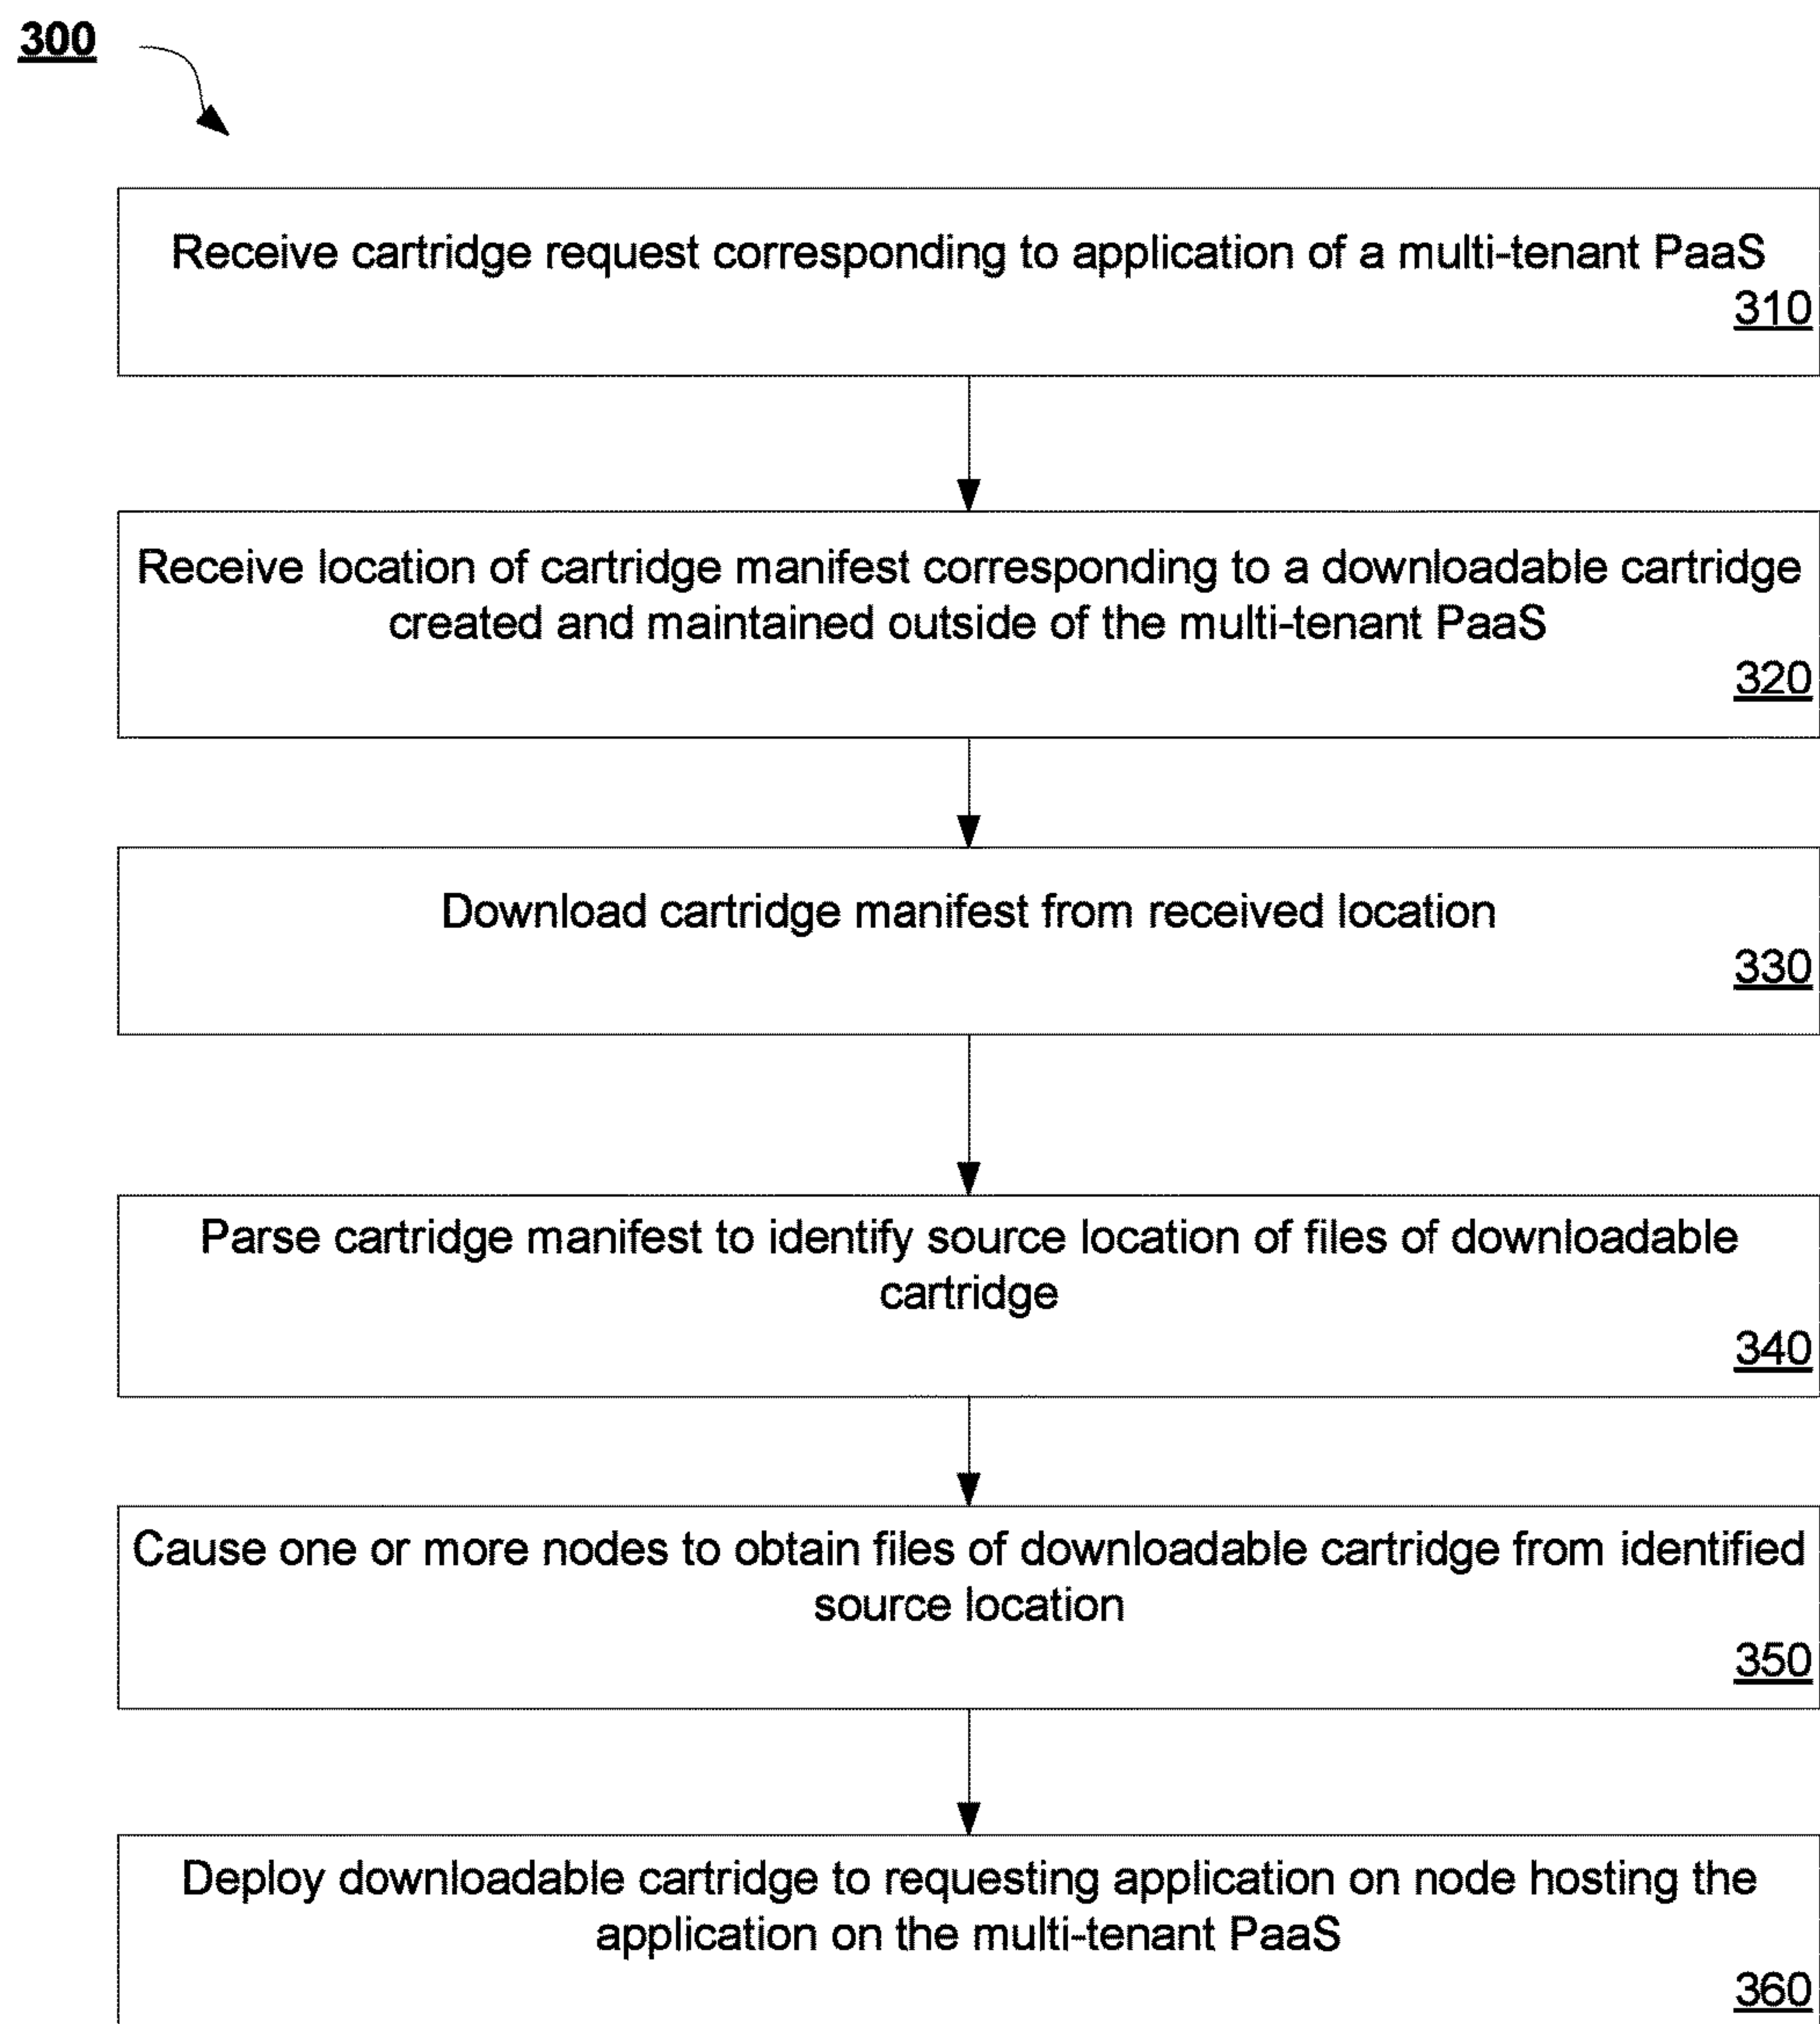 300
Receive cartridge request corresponding to application of a multi-tenant PaaS
310
Receive location of cartridge manifest corresponding to a downloadable cartridge
created and maintained outside of the multi-tenant PaaS
320
Download cartridge manifest from received location
330
Parse cartridge manifest to identify source location of files of downloadable
cartridge
340
Cause one or more nodes to obtain files of downloadable cartridge from identified
source location
350
Deploy downloadable cartridge to requesting application on node hosting the
application on the multi-tenant PaaS
360